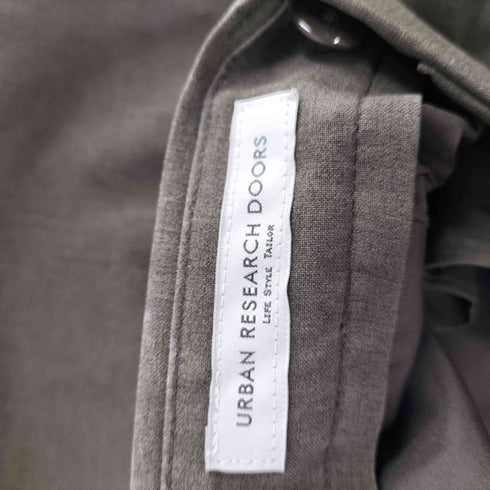 URBAN RESEARCH DOORS
LIFE STYLE TAILOR